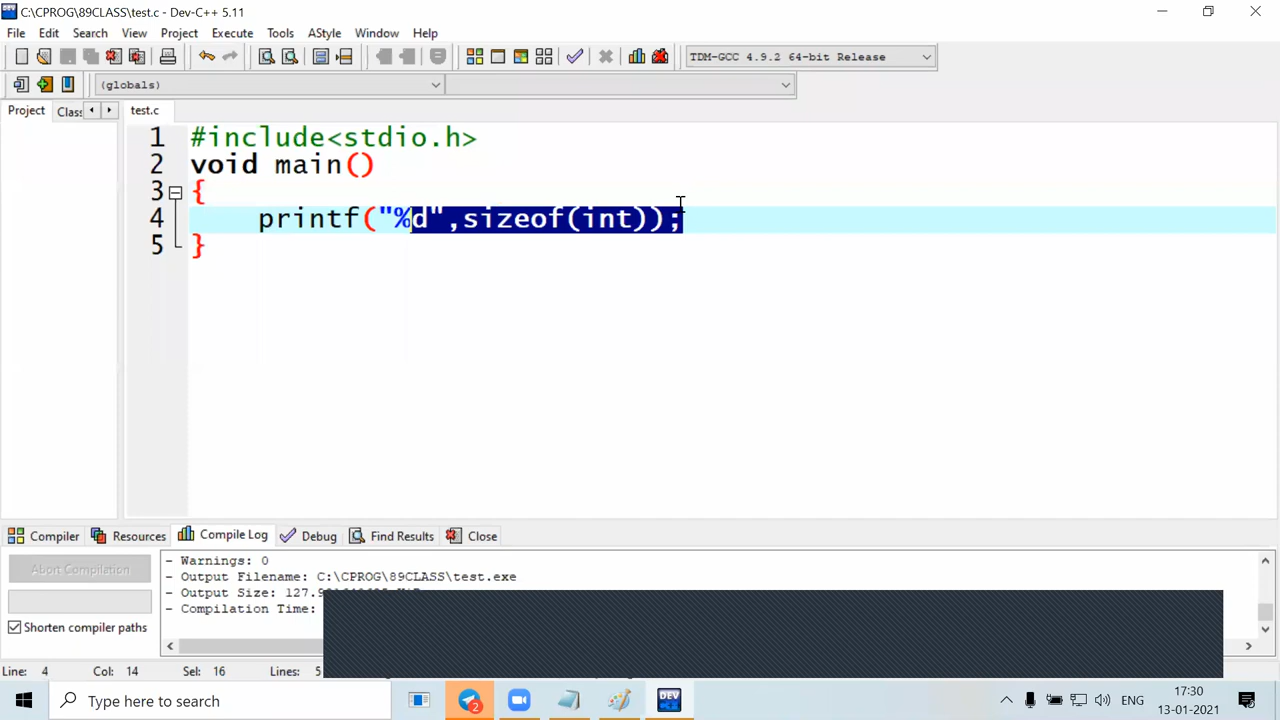 C:\CPROG\89CLASS\test.c - Dev-C++ 5.11
File Edit Search View Project Execute Tools AStyle Window Help
TDM-GCC 4.9.2 64-bit Release
(globals)
Project Clas test.c
1 #include<stdio.h>
2 void main()
3 {
4 printf("%d",sizeof(int));
5 }
Compiler Resources Compile Log Debug Find Results Close
Abort Compilation
Shorten compiler paths
- Warnings: 0
- Output Filename: C:\CPROG\89CLASS\test.exe
- Output Size:
- Compilation Time:
Line: 4 Col: 14 Sel: 16 Lines: 5
DEV
Type here to search
2
DEV
ENG
17:30
13-01-2021